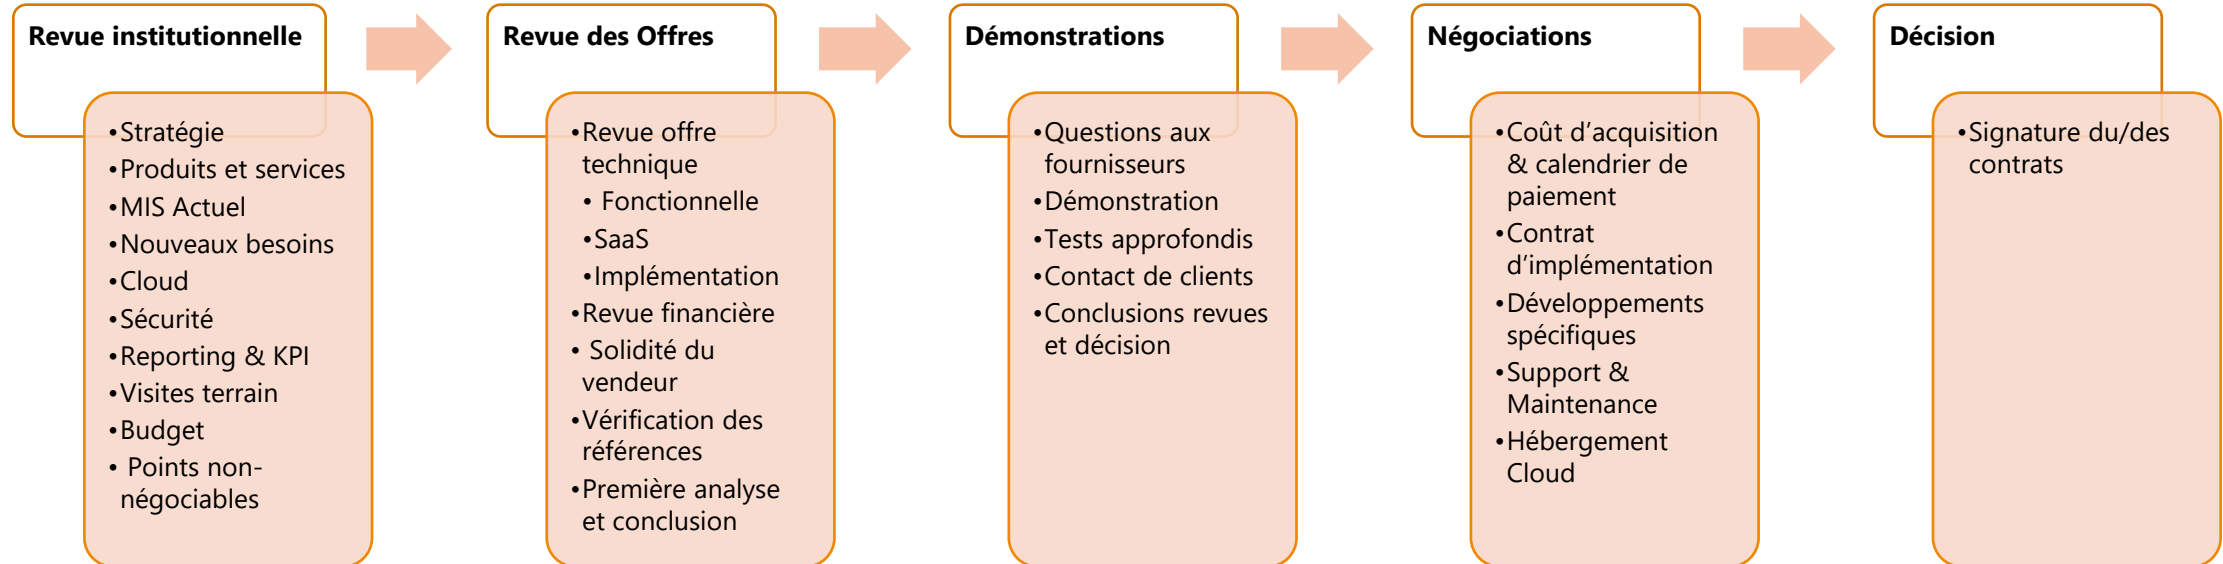 Revue institutionnelle
•Stratégie
•Produits et services
•MIS Actuel
•Nouveaux besoins
•Cloud
•Sécurité
•Reporting & KPI
•Visites terrain
•Budget
• Points non-
négociables
Revue des Offres
•Revue offre
technique
• Fonctionnelle
•SaaS
•Implémentation
•Revue financière
• Solidité du
vendeur
•Vérification des
références
•Première analyse
et conclusion
Démonstrations
•Questions aux
fournisseurs
•Démonstration
•Tests approfondis
•Contact de clients
•Conclusions revues
et décision
Négociations
•Coût d’acquisition
& calendrier de
paiement
•Contrat
d’implémentation
•Développements
spécifiques
•Support &
Maintenance
•Hébergement
Cloud
Décision
•Signature du/des
contrats